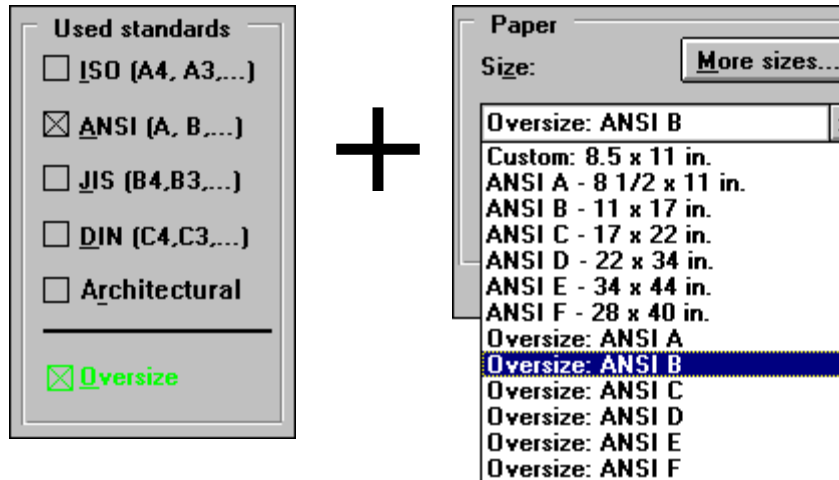 Used standards
ISO (A4, A3,...)
ANSI (A, B,...)
JIS (B4,B3,...)
DIN (C4,C3,...)
Architectural
Oversize
Paper
Size:
More sizes...
Oversize: ANSI B
Custom: 8.5 x 11 in.
ANSI A - 8 1/2 x 11 in.
ANSI B - 11 x 17 in.
ANSI C - 17 x 22 in.
ANSI D - 22 x 34 in.
ANSI E - 34 x 44 in.
ANSI F - 28 x 40 in.
Oversize: ANSI A
Oversize: ANSI B
Oversize: ANSI C
Oversize: ANSI D
Oversize: ANSI E
Oversize: ANSI F